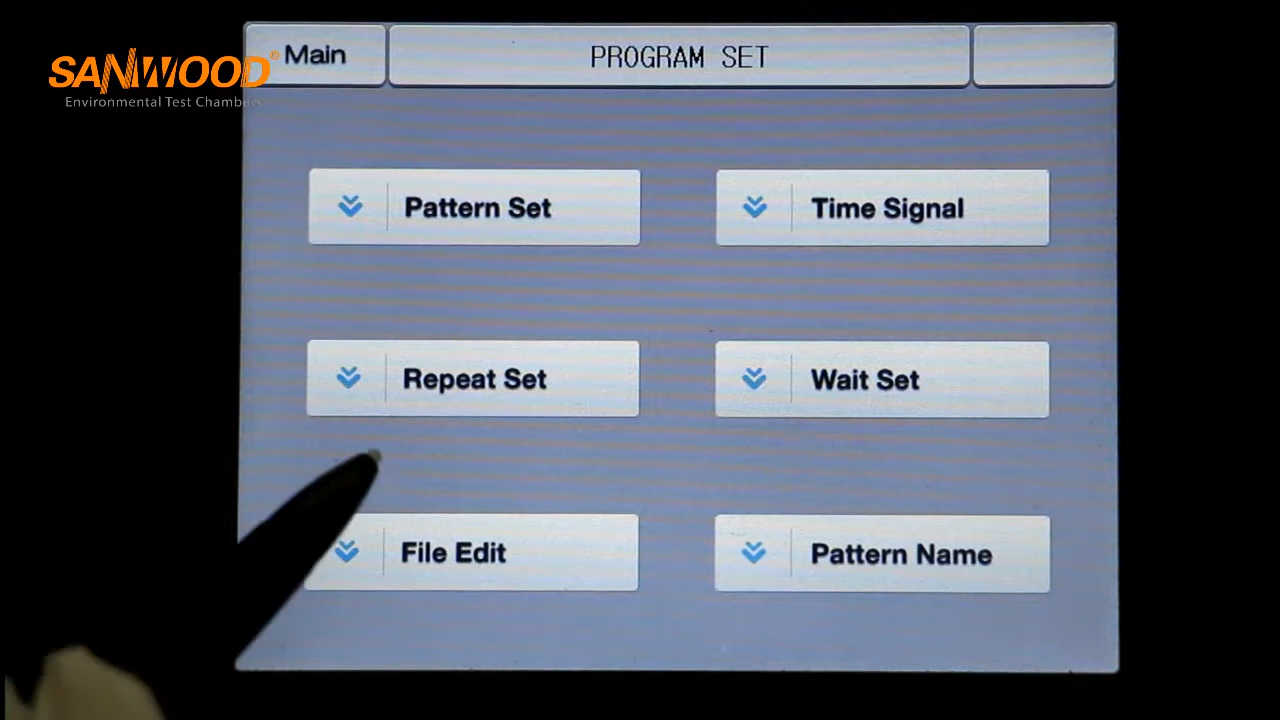 SANWOOD®
Environmental Test Chambers
Main
PROGRAM SET
Pattern Set
Time Signal
Repeat Set
Wait Set
File Edit
Pattern Name